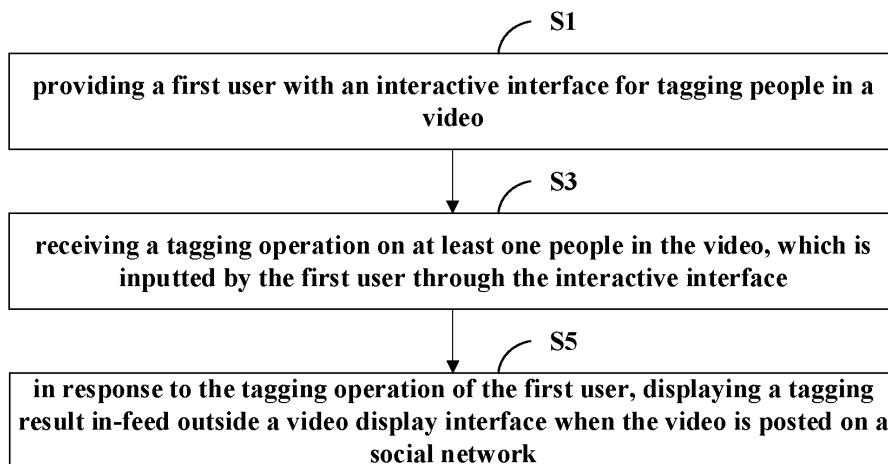 S1
providing a first user with an interactive interface for tagging people in a
video
S3
receiving a tagging operation on at least one people in the video, which is
inputted by the first user through the interactive interface
S5
in response to the tagging operation of the first user, displaying a tagging
result in-feed outside a video display interface when the video is posted on a
social network